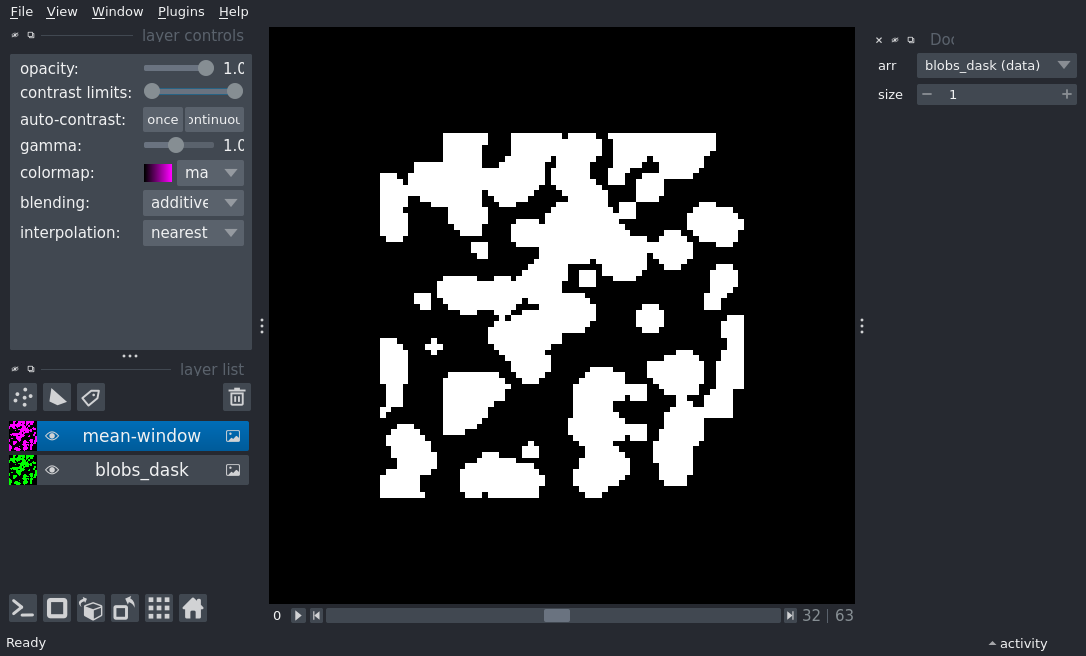 File View Window Plugins Help
layer controls
opacity: 1.0
contrast limits:
auto-contrast: once ontinuou
gamma: 1.0
colormap: ma
blending: additive
interpolation: nearest
layer list
mean-window
blobs_dask
Doc
arr blobs_dask (data)
size 1
0 32 | 63
Ready
activity